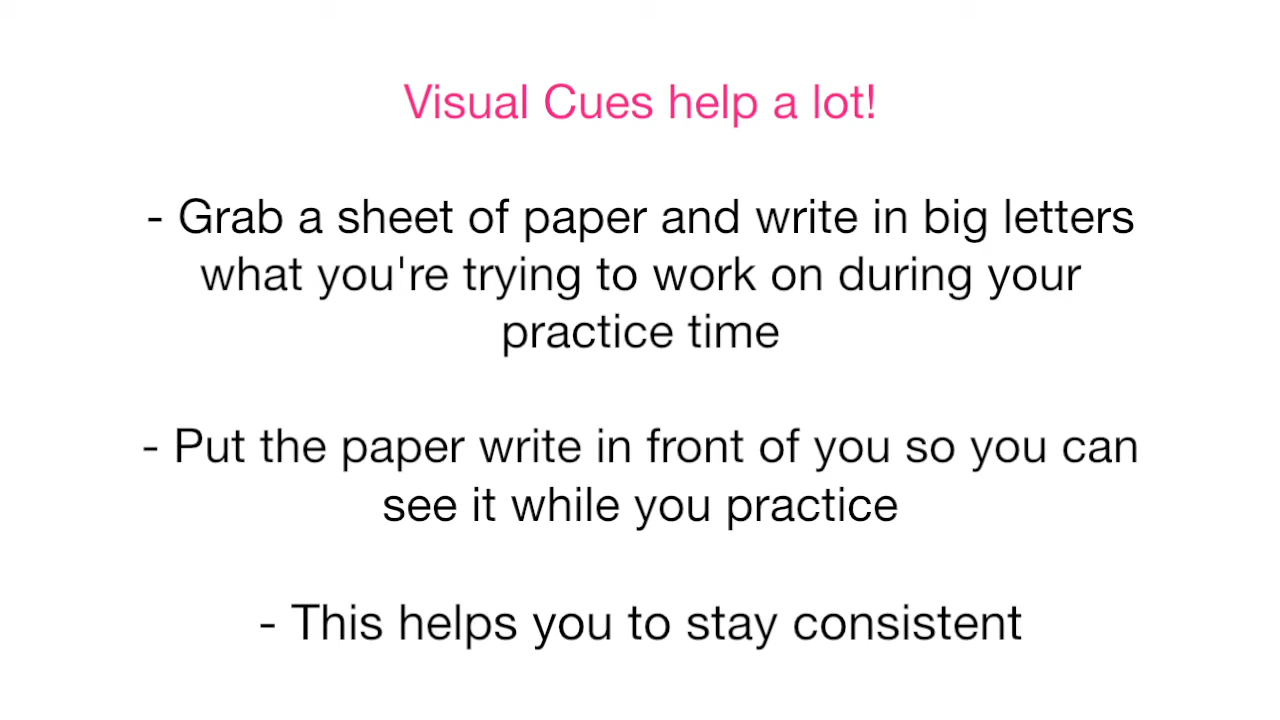 Visual Cues help a lot!
- Grab a sheet of paper and write in big letters
what you're trying to work on during your
practice time
- Put the paper write in front of you so you can
see it while you practice
- This helps you to stay consistent